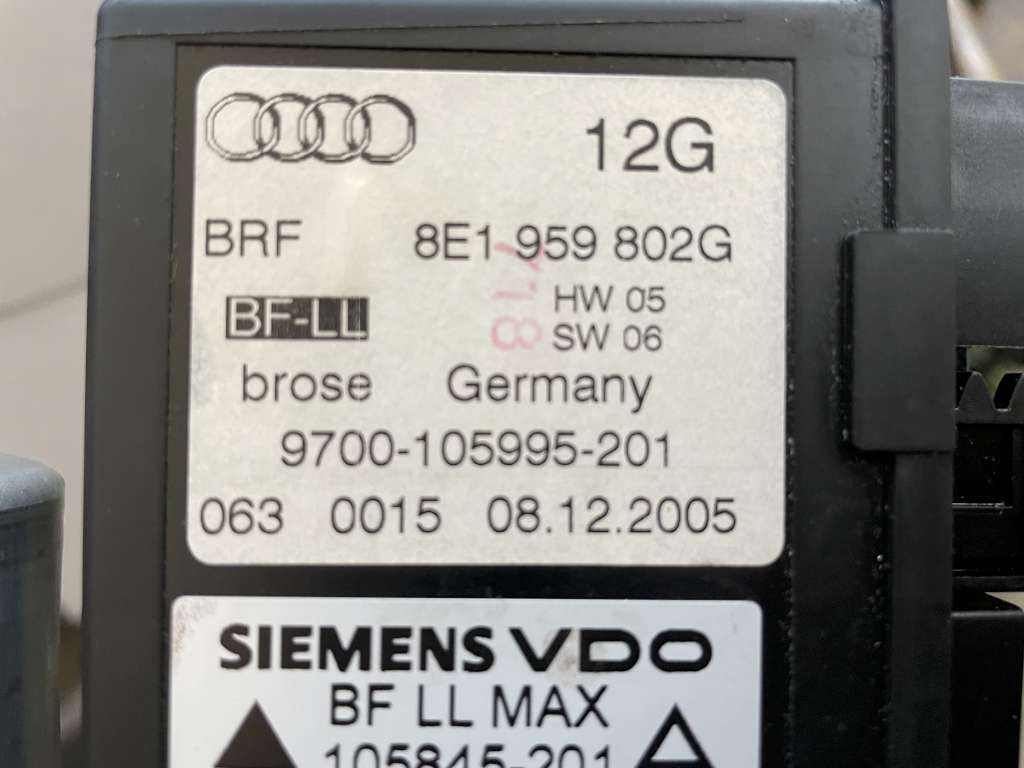 12G
BRF 8E1 959 802G
BF-LL HW 05
SW 06
brose Germany
9700-105995-201
063 0015 08.12.2005
SIEMENS VDO
BF LL MAX
105845-201